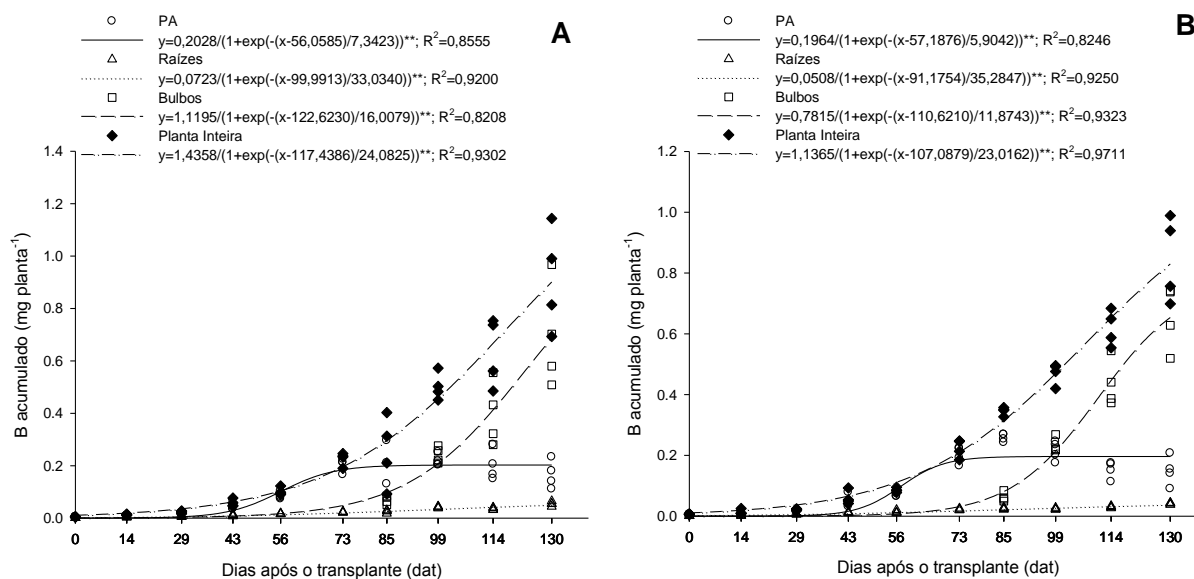 PA
y=0,2028/(1+exp(-(x-56,0585)/7,3423))**; R²=0,8555
Raízes
y=0,0723/(1+exp(-(x-99,9913)/33,0340))**; R²=0,9200
Bulbos
y=1,1195/(1+exp(-(x-122,6230)/16,0079))**; R²=0,8208
Planta Inteira
y=1,4358/(1+exp(-(x-117,4386)/24,0825))**; R²=0,9302
A
1.4
1.2
1.0
0.8
0.6
0.4
0.2
0.0
B acumulado (mg planta⁻¹)
0 14 29 43 56 73 85 99 114 130
Dias após o transplante (dat)
PA
y=0,1964/(1+exp(-(x-57,1876)/5,9042))**; R²=0,8246
Raízes
y=0,0508/(1+exp(-(x-91,1754)/35,2847))**; R²=0,9250
Bulbos
y=0,7815/(1+exp(-(x-110,6210)/11,8743))**; R²=0,9323
Planta Inteira
y=1,1365/(1+exp(-(x-107,0879)/23,0162))**; R²=0,9711
B
1.2
1.0
0.8
0.6
0.4
0.2
0.0
B acumulado (mg planta⁻¹)
0 14 29 43 56 73 85 99 114 130
Dias após o transplante (dat)